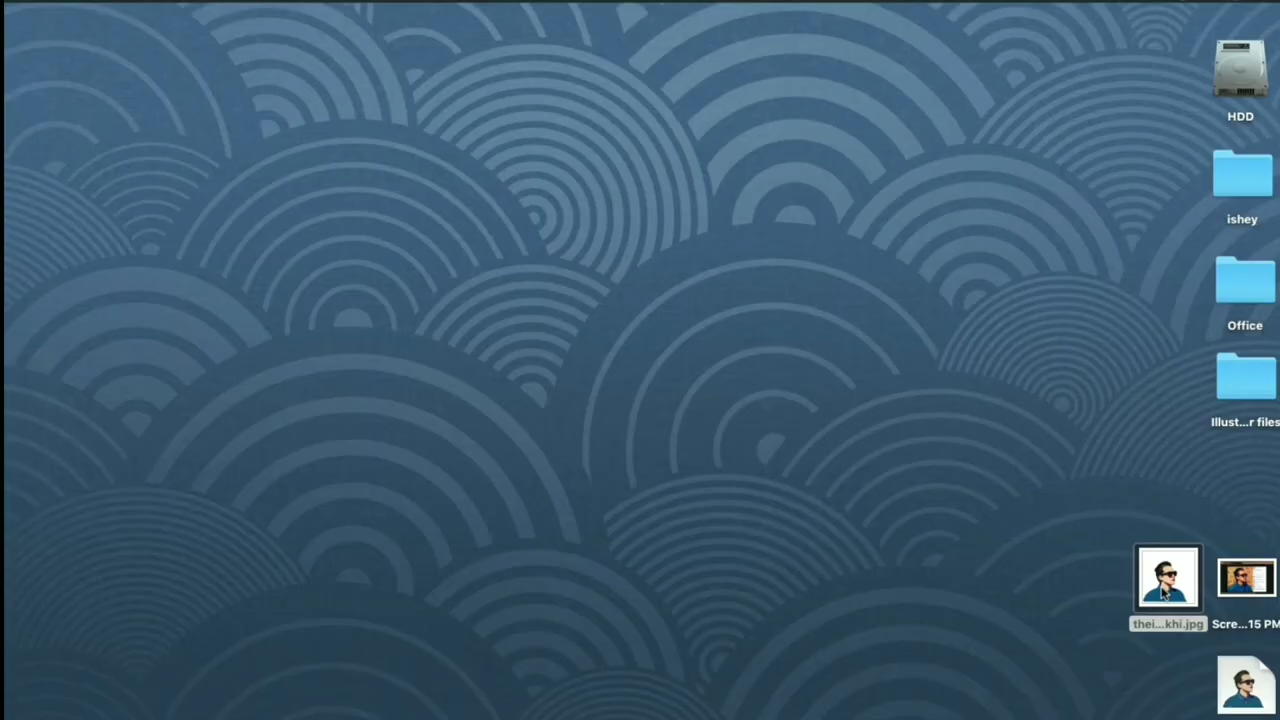 HDD
ishey
Office
Illust...r files
thei...khi.jpg
Scre...15 PM